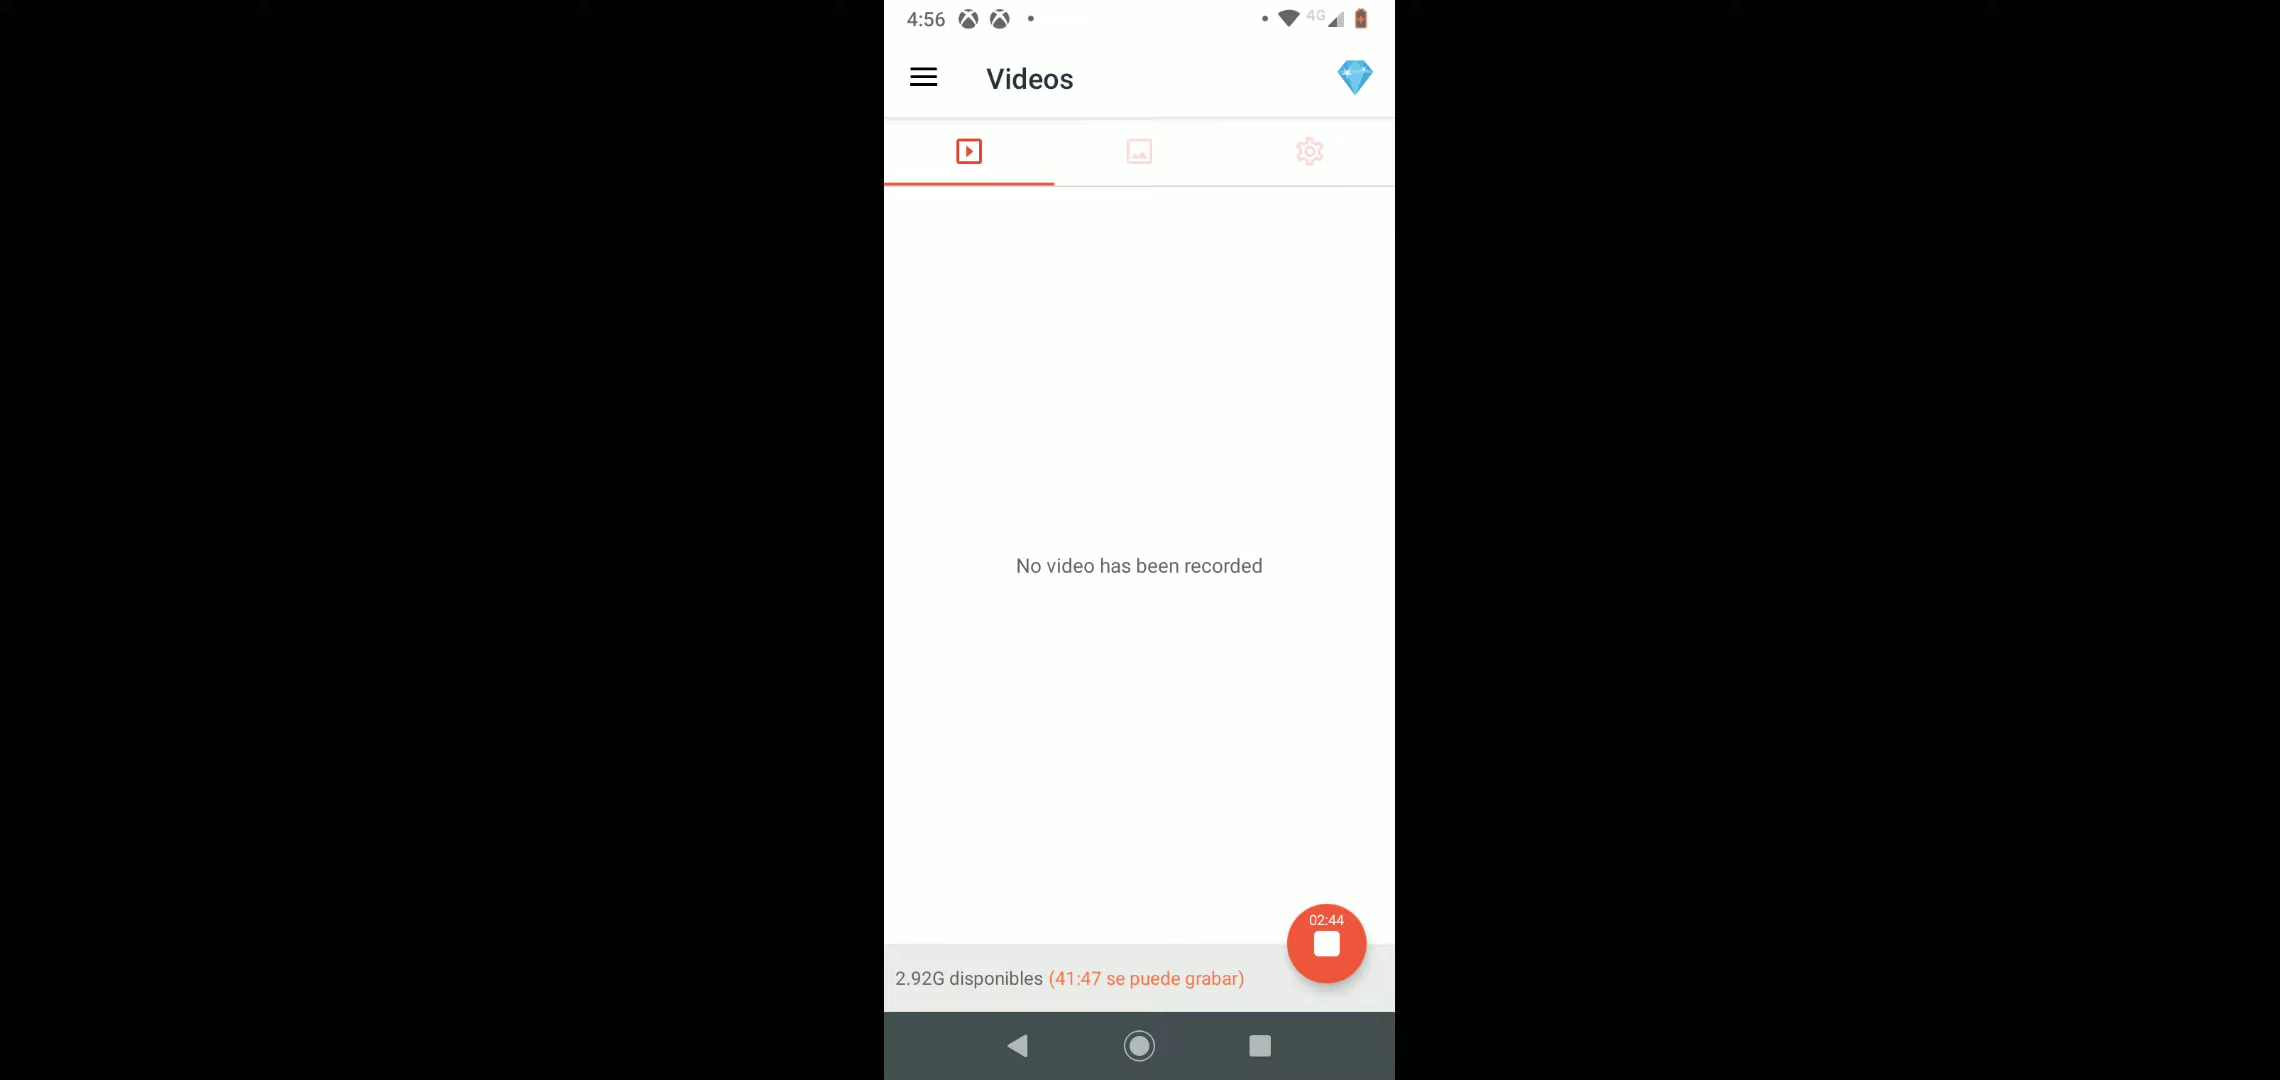 4:56
4G
Videos
No video has been recorded
02:44
2.92G disponibles (41:47 se puede grabar)